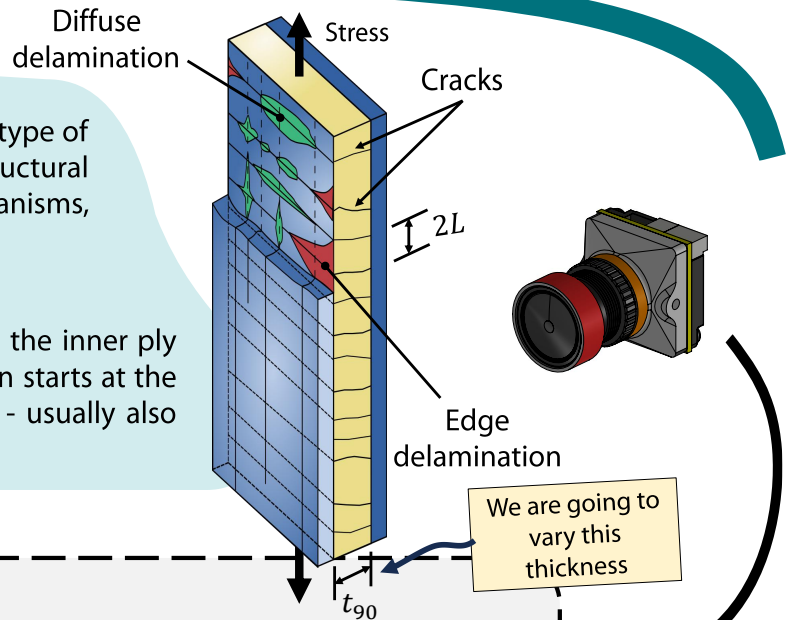 Diffuse
delamination
Stress
Cracks
type of
uctural
anisms,
2L
the inner ply
n starts at the
- usually also
Edge
delamination
We are going to
vary this
thickness
t₉₀